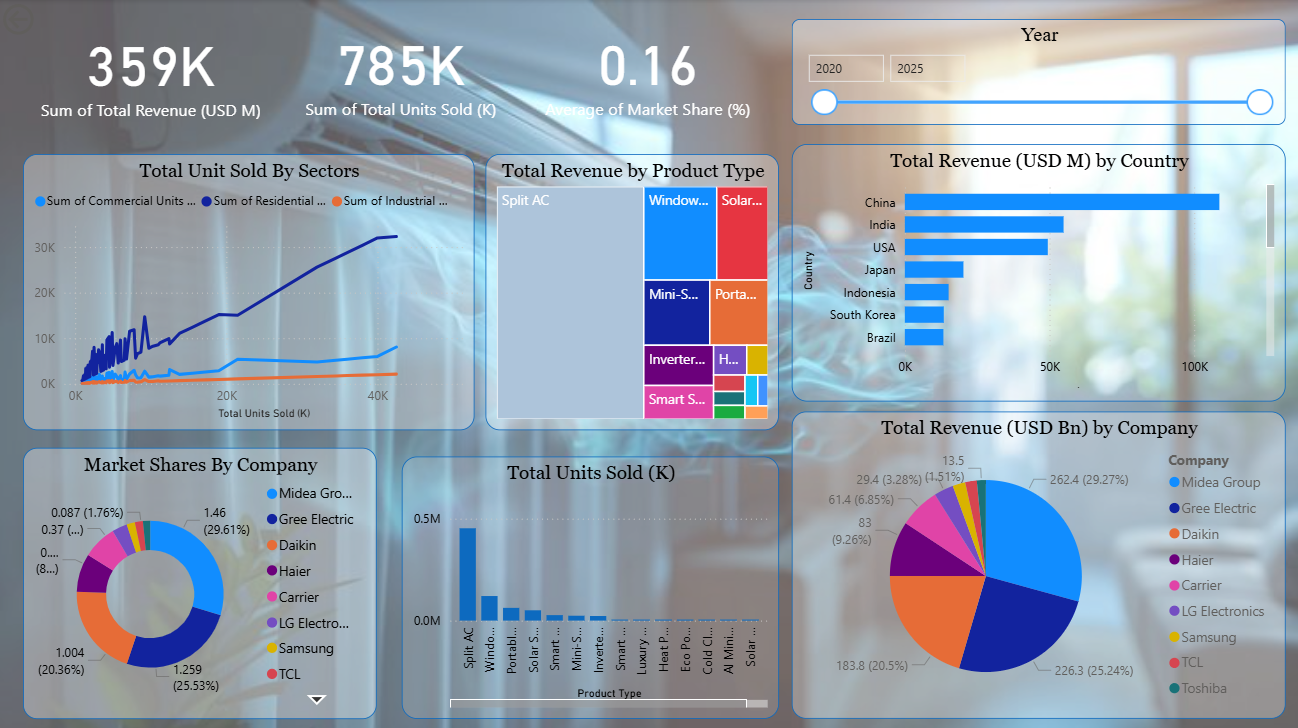 359K
Sum of Total Revenue (USD M)
785K
Sum of Total Units Sold (K)
0.16
Average of Market Share (%)
Year
2020
2025
Total Unit Sold By Sectors
Sum of Commercial Units ...
Sum of Residential ...
Sum of Industrial ...
30K
20K
10K
0K
0K
20K
40K
Total Units Sold (K)
Total Revenue by Product Type
Split AC
Window...
Solar...
Mini-S...
Porta...
Inverter...
H...
Smart S...
Total Revenue (USD M) by Country
Country
China
India
USA
Japan
Indonesia
South Korea
Brazil
0K
50K
100K
Market Shares By Company
0.087 (1.76%)
0.37 (...)
0....
(8...)
1.004
(20.36%)
1.46
(29.61%)
1.259
(25.53%)
Midea Gro...
Gree Electric
Daikin
Haier
Carrier
LG Electro...
Samsung
TCL
Total Units Sold (K)
0.5M
0.0M
Split AC
Windo...
Portabl...
Solar S...
Smart ...
Mini-S...
Inverte...
Smart ...
Luxury ...
Heat P...
Eco Po...
Cold Cl...
AI Mini...
Solar ...
Product Type
Total Revenue (USD Bn) by Company
13.5
(1.51%)
29.4 (3.28%)
61.4 (6.85%)
83
(9.26%)
183.8 (20.5%)
262.4 (29.27%)
226.3 (25.24%)
Company
Midea Group
Gree Electric
Daikin
Haier
Carrier
LG Electronics
Samsung
TCL
Toshiba